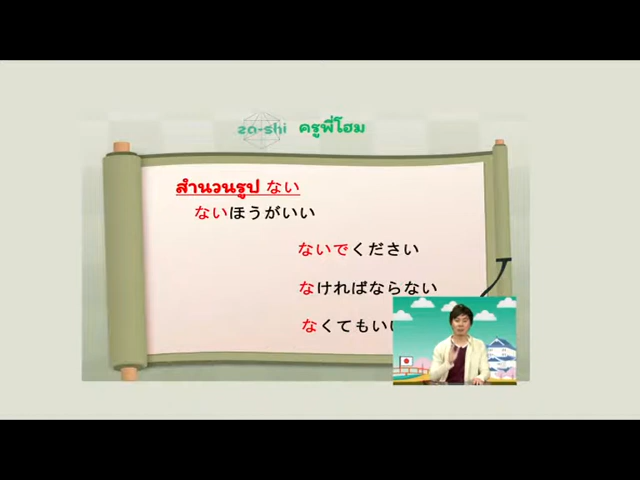 za-shi ครูพี่โฮม
สำนวนรูป ない
ないほうがいい
ないでください
なければならない
なくてもい